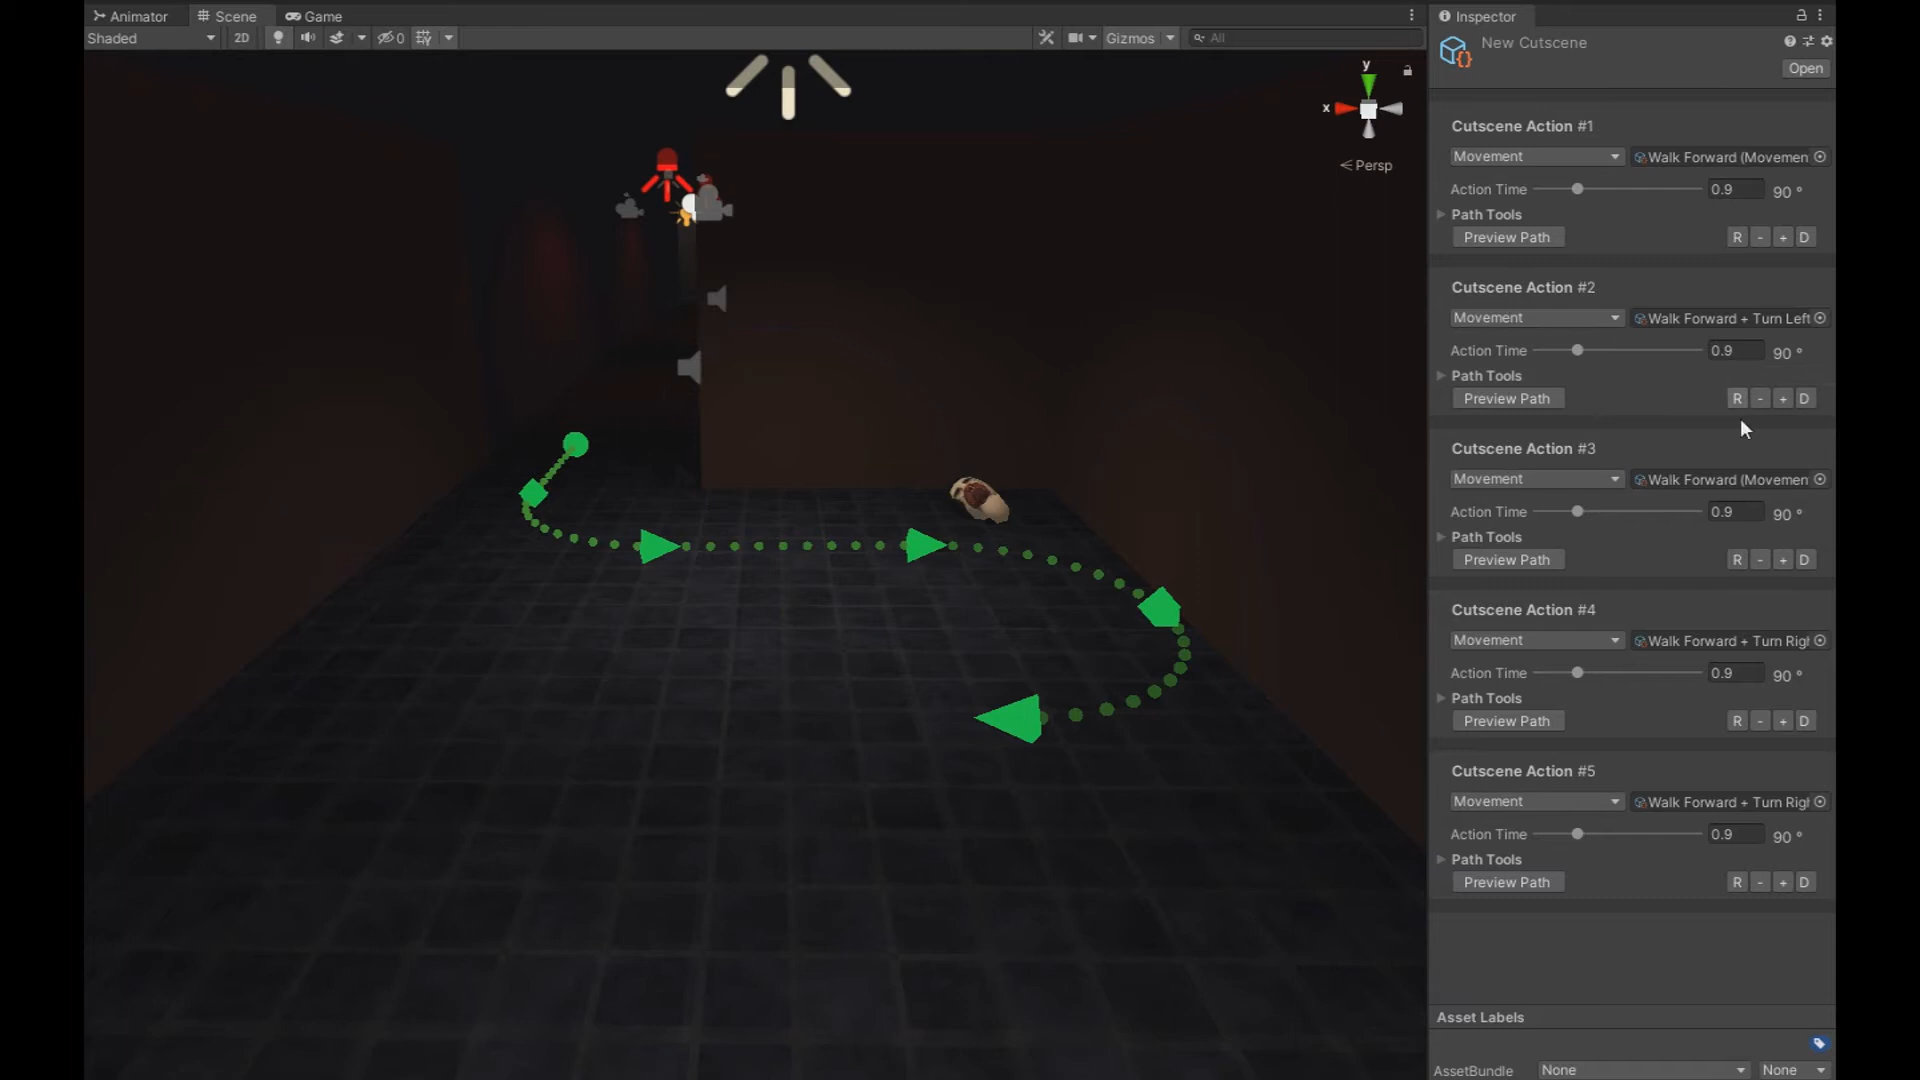 Animator
Scene
Game
Shaded
2D
0
Gizmos
All
y
x
Persp
Inspector
New Cutscene
Open
Cutscene Action #1
Movement
Walk Forward (Movemen
Action Time
0.9
90 °
Path Tools
Preview Path
R
-
+
D
Cutscene Action #2
Movement
Walk Forward + Turn Left
Action Time
0.9
90 °
Path Tools
Preview Path
R
-
+
D
Cutscene Action #3
Movement
Walk Forward (Movemen
Action Time
0.9
90 °
Path Tools
Preview Path
R
-
+
D
Cutscene Action #4
Movement
Walk Forward + Turn Righ
Action Time
0.9
90 °
Path Tools
Preview Path
R
-
+
D
Cutscene Action #5
Movement
Walk Forward + Turn Righ
Action Time
0.9
90 °
Path Tools
Preview Path
R
-
+
D
Asset Labels
AssetBundle
None
None